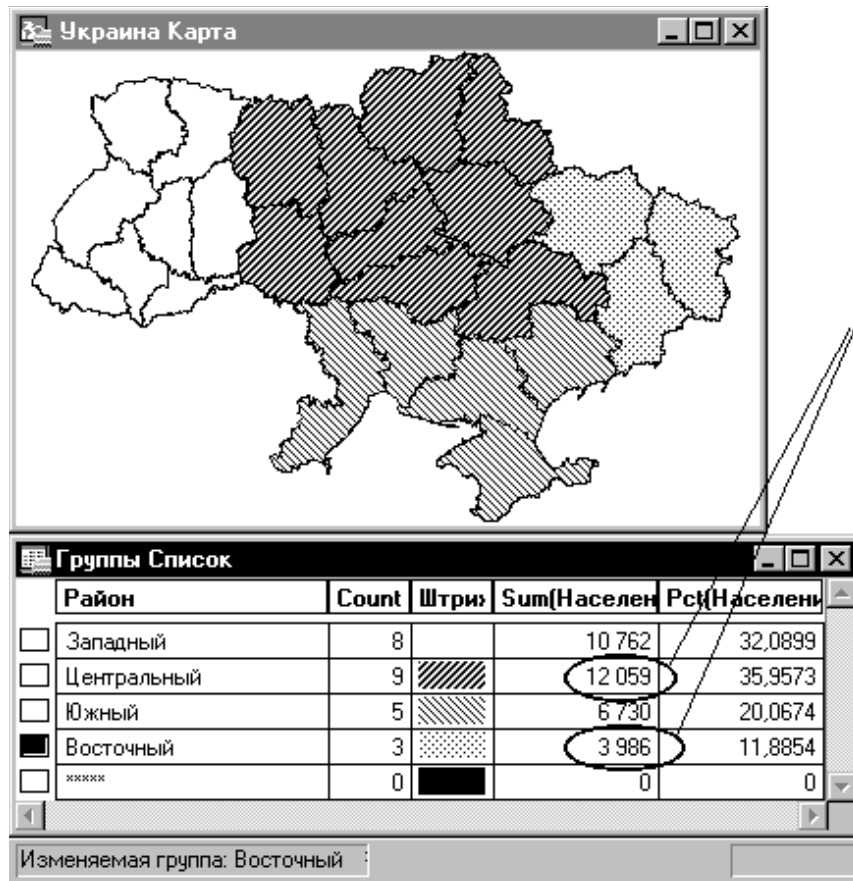 Украина Карта
Группы Список
Район Count Штрих Sum(Населен Pct(Населени
Западный 8 10 762 32,0899
Центральный 9 12 059 35,9573
Южный 5 6 730 20,0674
Восточный 3 3 986 11,8854
***** 0 0 0
Изменяемая группа: Восточный